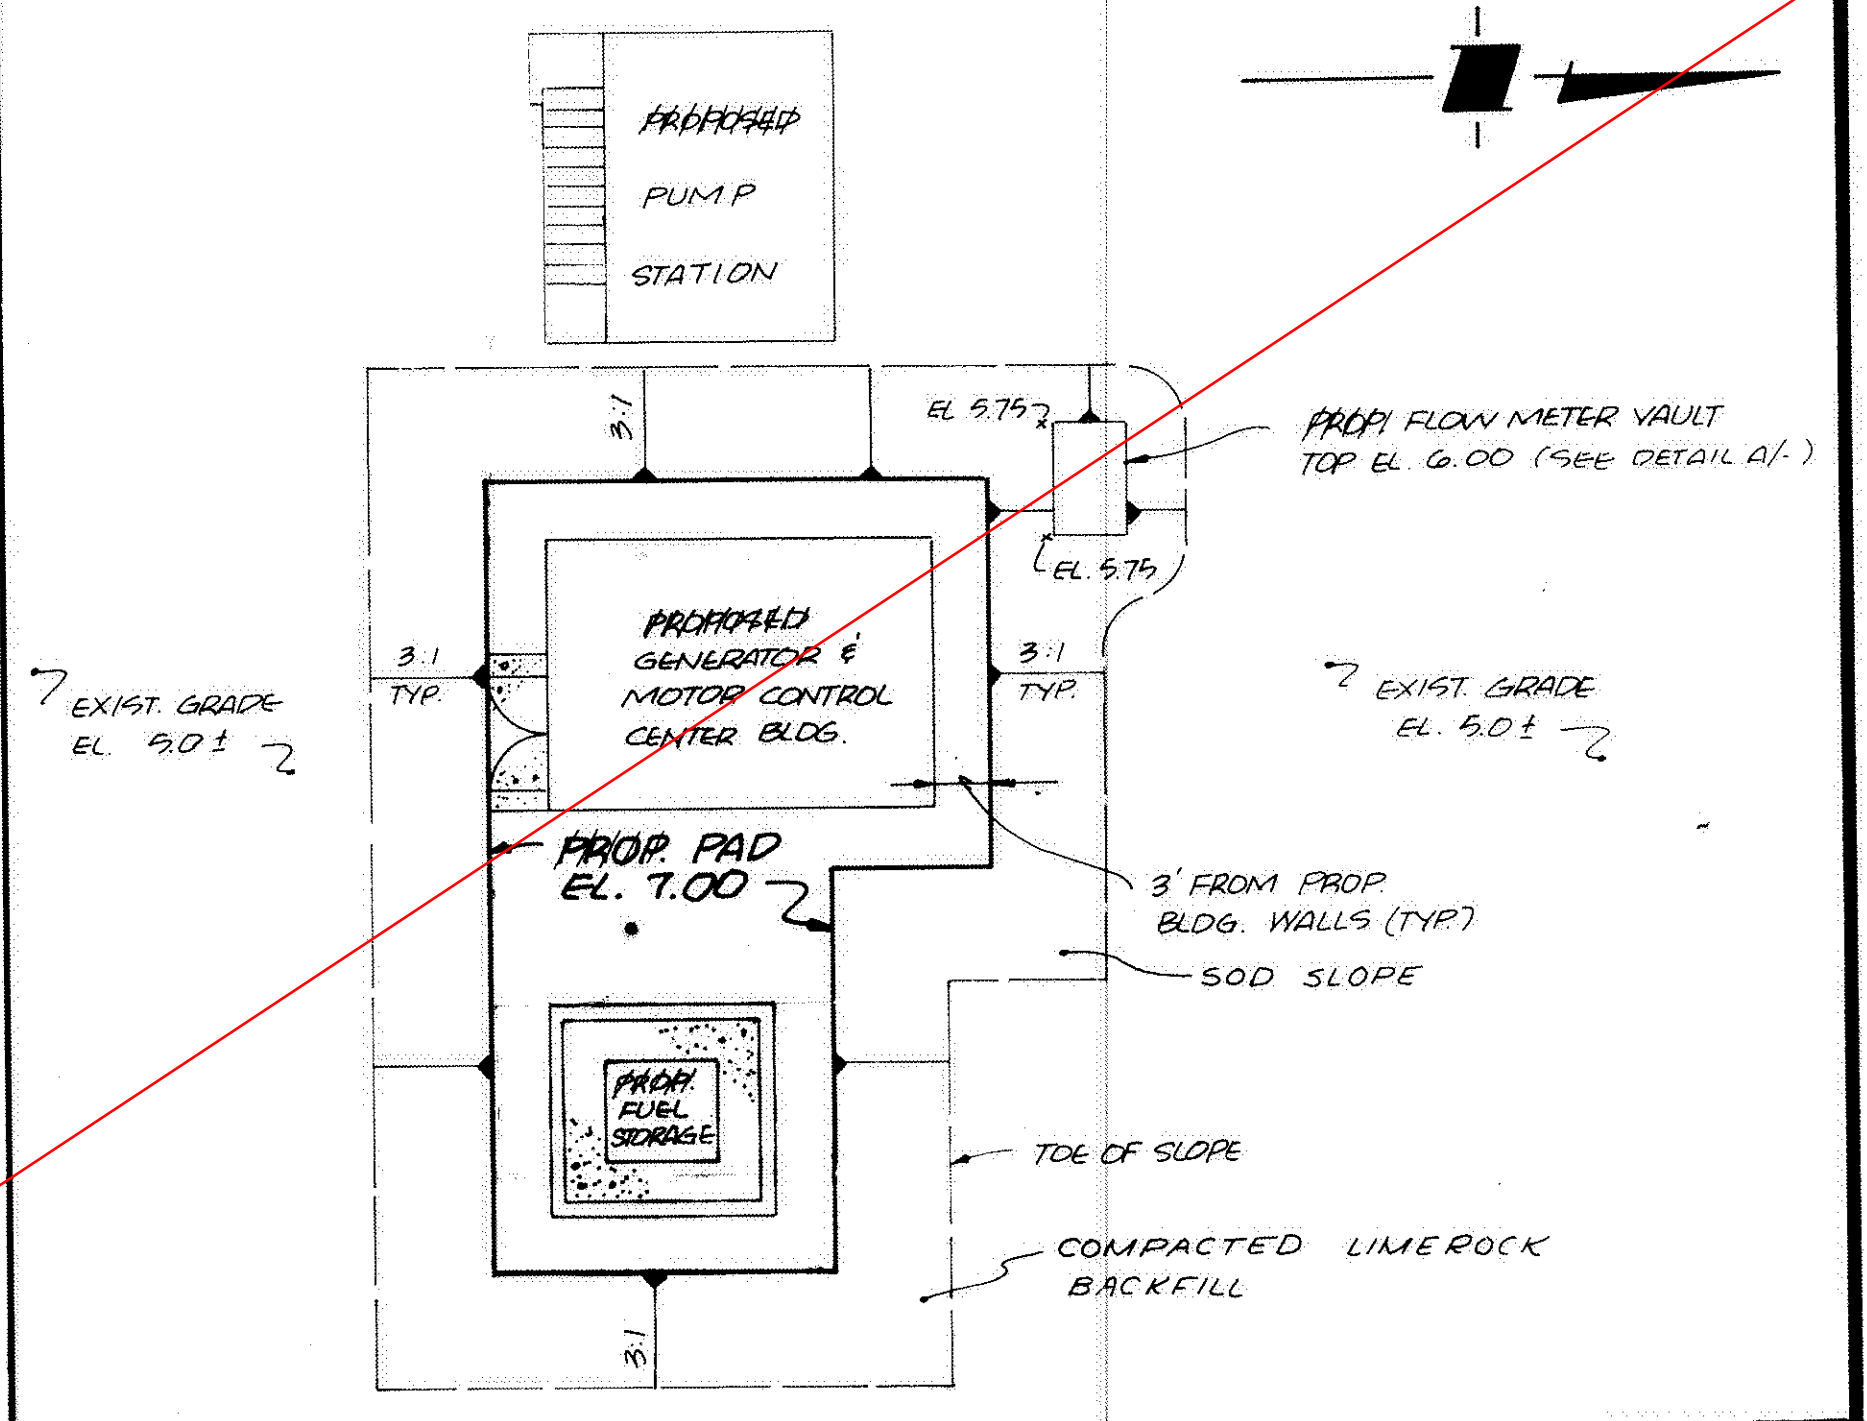 PROPOSED
PUMP
STATION
3:1
EL 5.75
PROP. FLOW METER VAULT
TOP EL. 6.00 (SEE DETAIL A/-)
EL. 5.75
PROPOSED
GENERATOR &
MOTOR CONTROL
CENTER BLDG.
3:1
TYP.
3:1
TYP.
EXIST. GRADE
EL. 5.0 ±
EXIST. GRADE
EL. 5.0 ±
PROP. PAD
EL. 7.00
3' FROM PROP.
BLDG. WALLS (TYP.)
SOD SLOPE
PROP.
FUEL
STORAGE
TOE OF SLOPE
COMPACTED LIMEROCK
BACKFILL
3:1